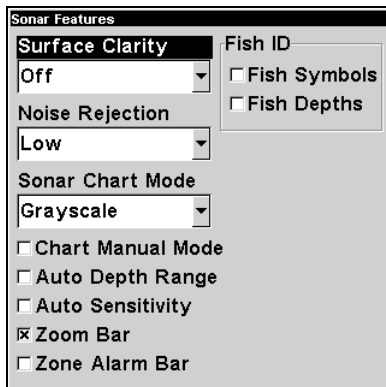 Sonar Features
Surface Clarity
Off
Noise Rejection
Low
Sonar Chart Mode
Grayscale
Chart Manual Mode
Auto Depth Range
Auto Sensitivity
Zoom Bar
Zone Alarm Bar
Fish ID
Fish Symbols
Fish Depths